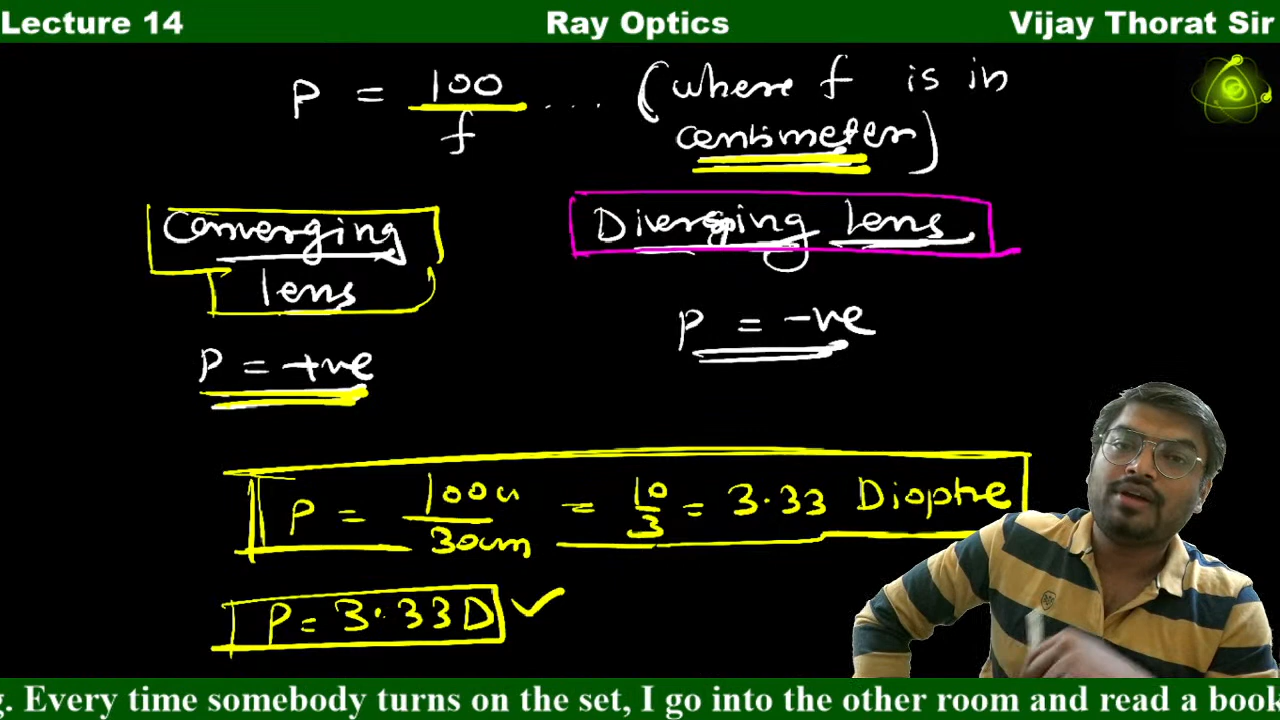 Lecture 14 Ray Optics Vijay Thorat Sir
P = 100/f .... (where f is in
centimeter)
Converging
lens
Diverging lens
P = -ve
P = +ve
P = 100/30cm = 10/3 = 3.33 Dioptre
P = 3.33D ✓
g. Every time somebody turns on the set, I go into the other room and read a book